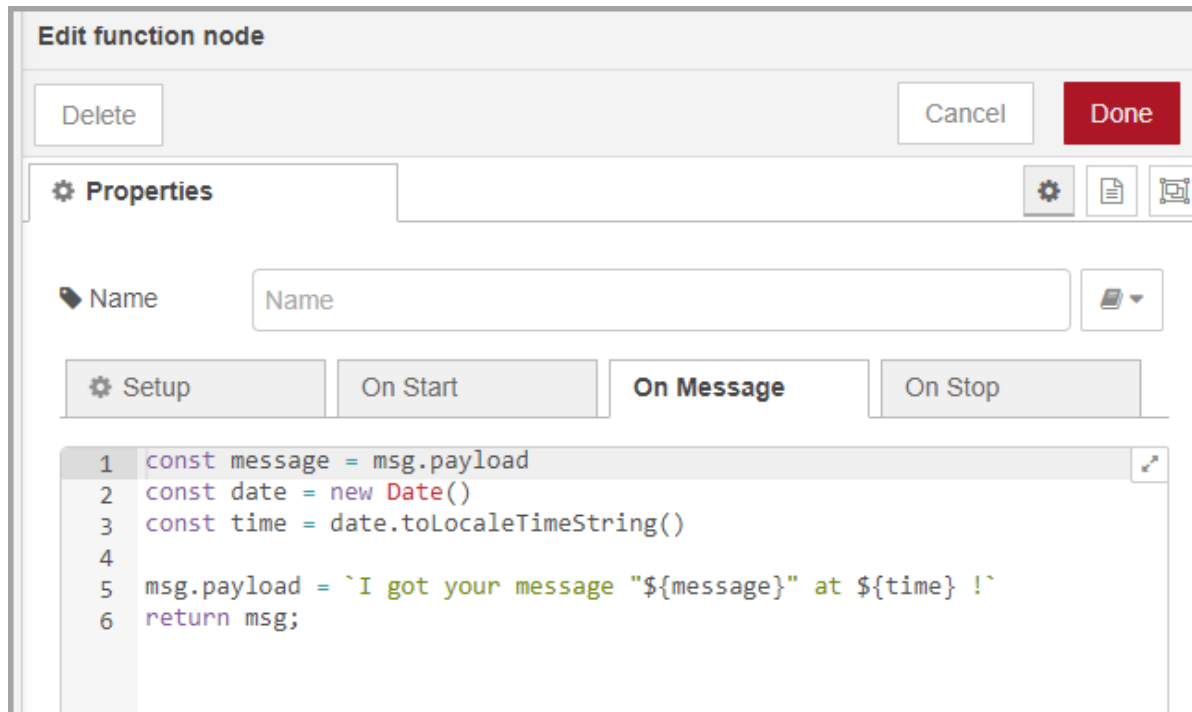 Edit function node
Delete
Cancel
Done
Properties
Name
Name
Setup
On Start
On Message
On Stop
1 const message = msg.payload
2 const date = new Date()
3 const time = date.toLocaleTimeString()
4
5 msg.payload = `I got your message "${message}" at ${time} !`
6 return msg;